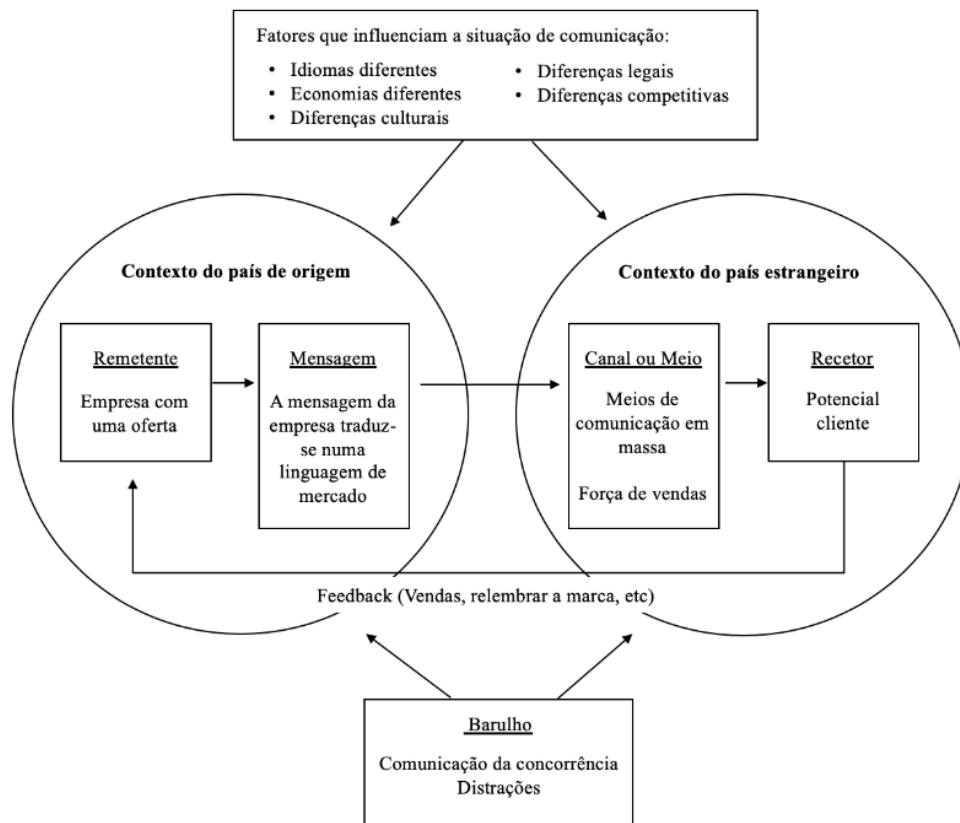 Fatores que influenciam a situação de comunicação:
• Idiomas diferentes
• Economias diferentes
• Diferenças culturais
• Diferenças legais
• Diferenças competitivas
Contexto do país de origem
Remetente
Empresa com
uma oferta
Mensagem
A mensagem da
empresa traduz-
se numa
linguagem de
mercado
Contexto do país estrangeiro
Canal ou Meio
Meios de
comunicação em
massa
Força de vendas
Recetor
Potencial
cliente
Feedback (Vendas, relembrar a marca, etc)
Barulho
Comunicação da concorrência
Distrações